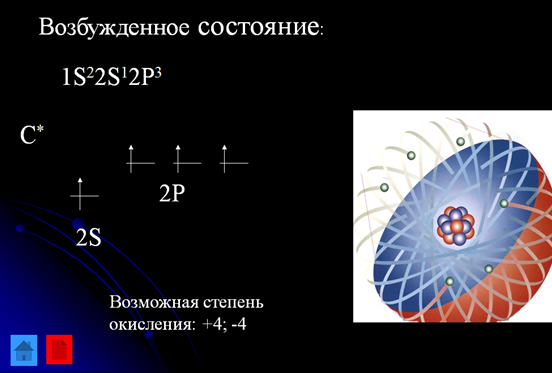 Возбужденное состояние:
1S²2S¹2P³
C*
2P
2S
Возможная степень
окисления: +4; -4